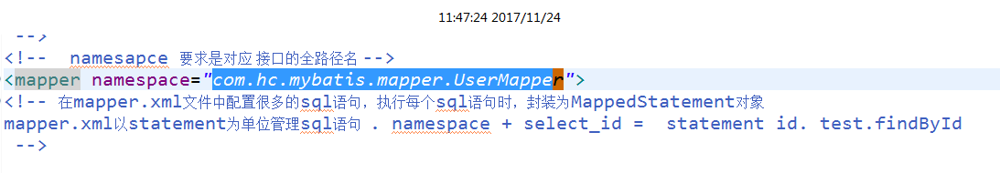 11:47:24 2017/11/24
-->
<!-- namesapce 要求是对应 接口的全路径名 -->
<mapper namespace="com.hc.mybatis.mapper.UserMapper">
<!-- 在mapper.xml文件中配置很多的sql语句，执行每个sql语句时，封装为MappedStatement对象
mapper.xml以statement为单位管理sql语句 . namespace + select_id = statement id. test.findById
-->